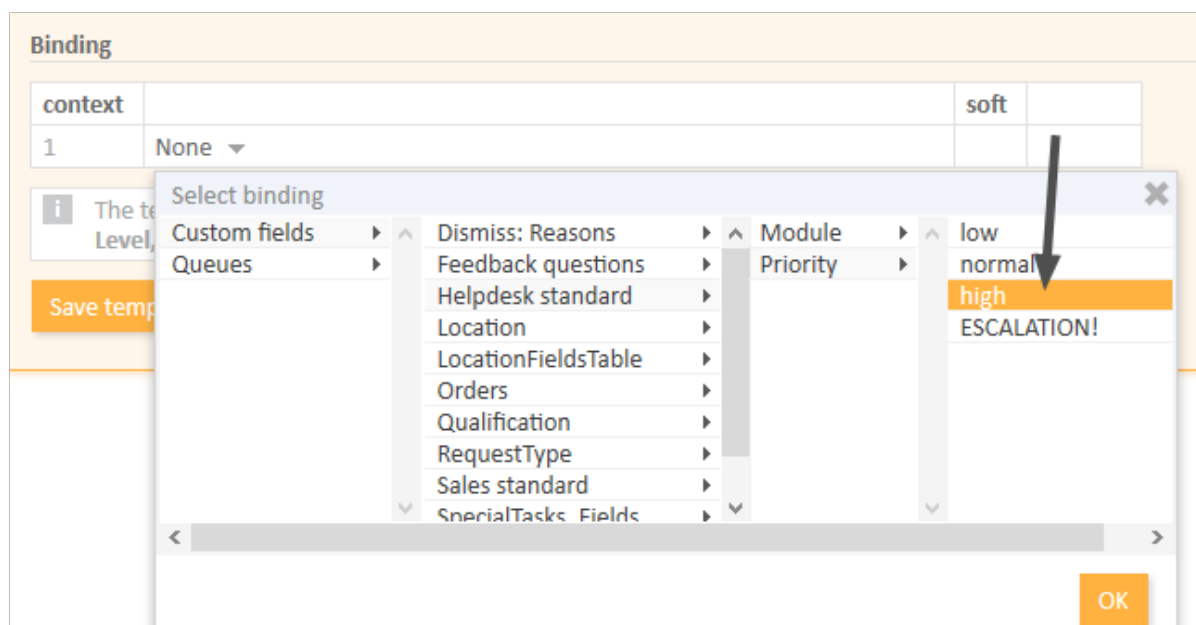 Binding
context soft
1 None
Select binding
i The te
Level,
Save temp
Custom fields
Queues
Dismiss: Reasons
Feedback questions
Helpdesk standard
Location
LocationFieldsTable
Orders
Qualification
RequestType
Sales standard
SpecialTasks_Fields
Module
Priority
low
normal
high
ESCALATION!
OK